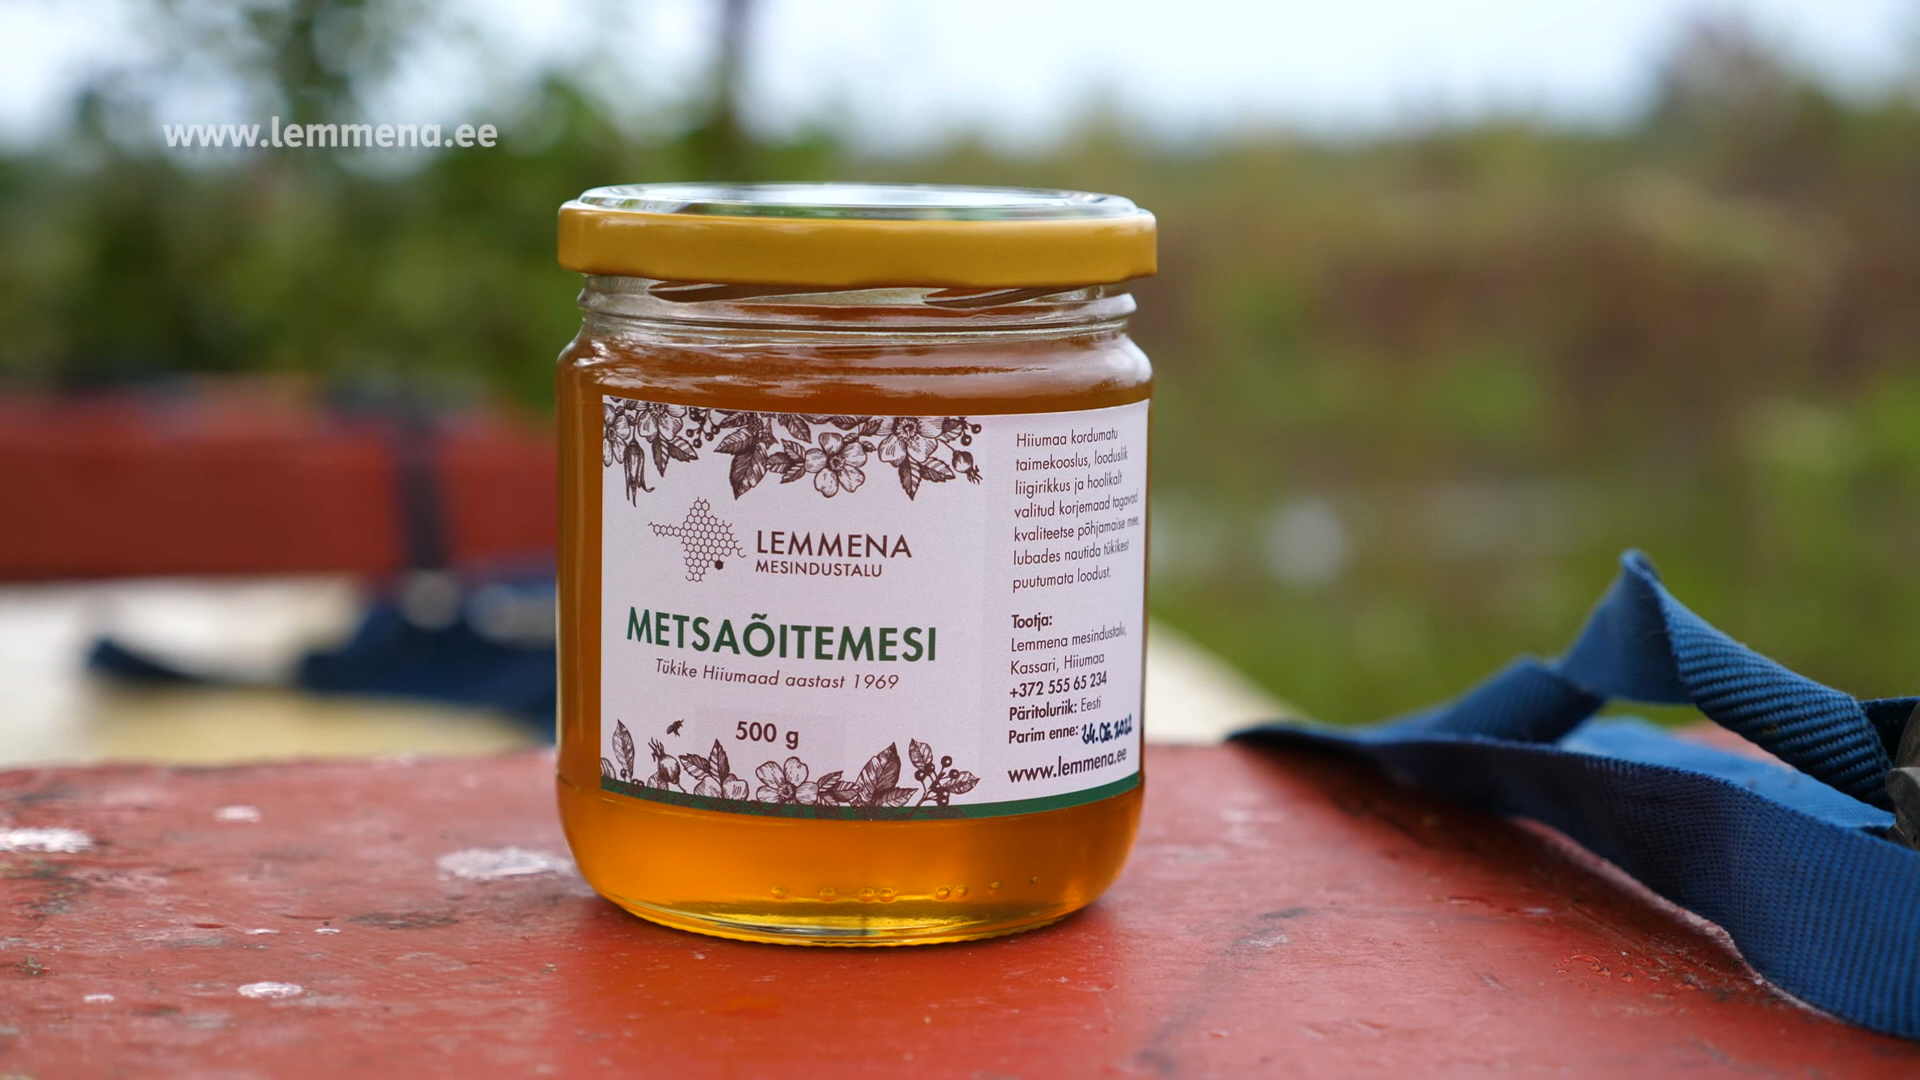 www.lemmena.ee
LEMMENA
MESINDUSTALU
METSAÕITEMESI
Tükike Hiiumaad aastast 1969
500 g
Hiiumaa kordumatu
taimekooslus, looduslik
liigirikkus ja hoolikalt
valitud korjemaad tagavad
kvaliteetse põhjamaise mee,
lubades nautida tükikest
puutumata loodust.
Tootja:
Lemmena mesindustalu,
Kassari, Hiiumaa
+372 555 65 234
Päritoluriik: Eesti
Parim enne:
www.lemmena.ee